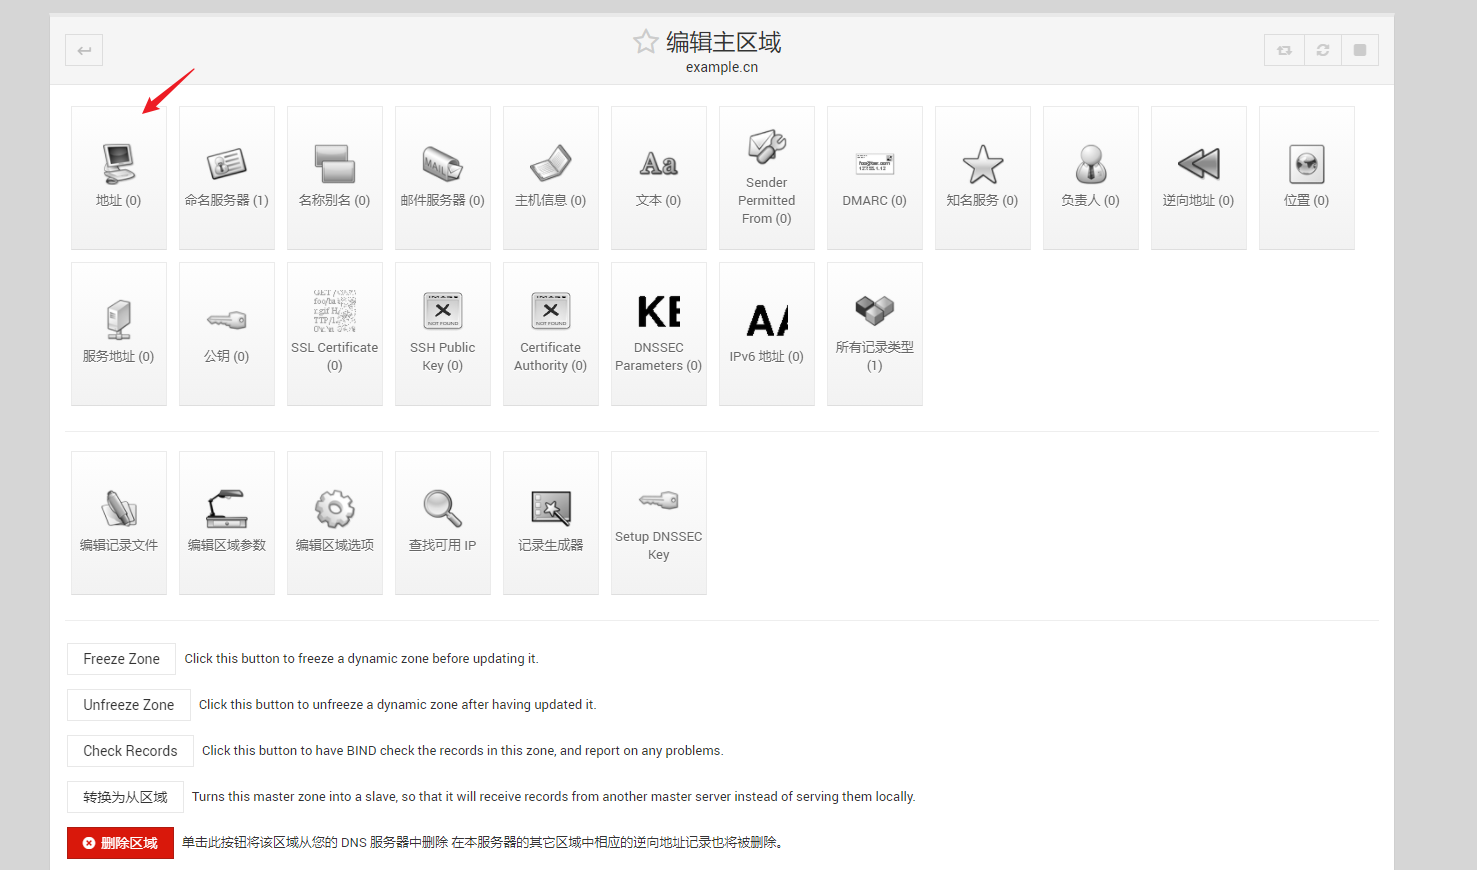 编辑主区域
example.cn
地址 (0)
命名服务器 (1)
名称别名 (0)
邮件服务器 (0)
主机信息 (0)
文本 (0)
Sender
Permitted
From (0)
DMARC (0)
知名服务 (0)
负责人 (0)
逆向地址 (0)
位置 (0)
服务地址 (0)
公钥 (0)
SSL Certificate
(0)
SSH Public
Key (0)
Certificate
Authority (0)
DNSSEC
Parameters (0)
IPv6 地址 (0)
所有记录类型
(1)
编辑记录文件
编辑区域参数
编辑区域选项
查找可用 IP
记录生成器
Setup DNSSEC
Key
Freeze Zone
Click this button to freeze a dynamic zone before updating it.
Unfreeze Zone
Click this button to unfreeze a dynamic zone after having updated it.
Check Records
Click this button to have BIND check the records in this zone, and report on any problems.
转换为从区域
Turns this master zone into a slave, so that it will receive records from another master server instead of serving them locally.
删除区域
单击此按钮将该区域从您的 DNS 服务器中删除 在本服务器的其它区域中相应的逆向地址记录也将被删除。